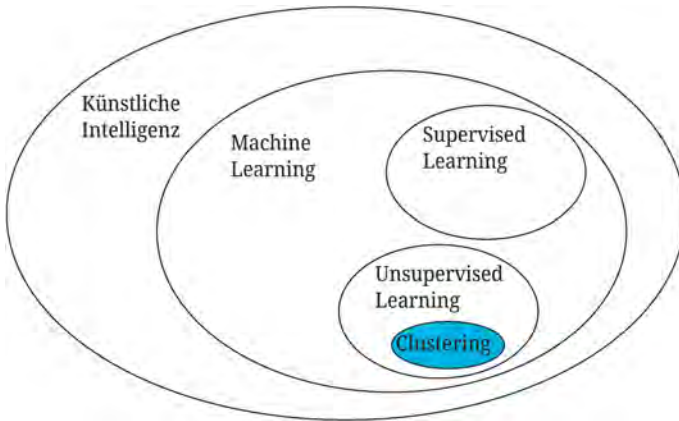 Künstliche
Intelligenz
Machine
Learning
Supervised
Learning
Unsupervised
Learning
Clustering